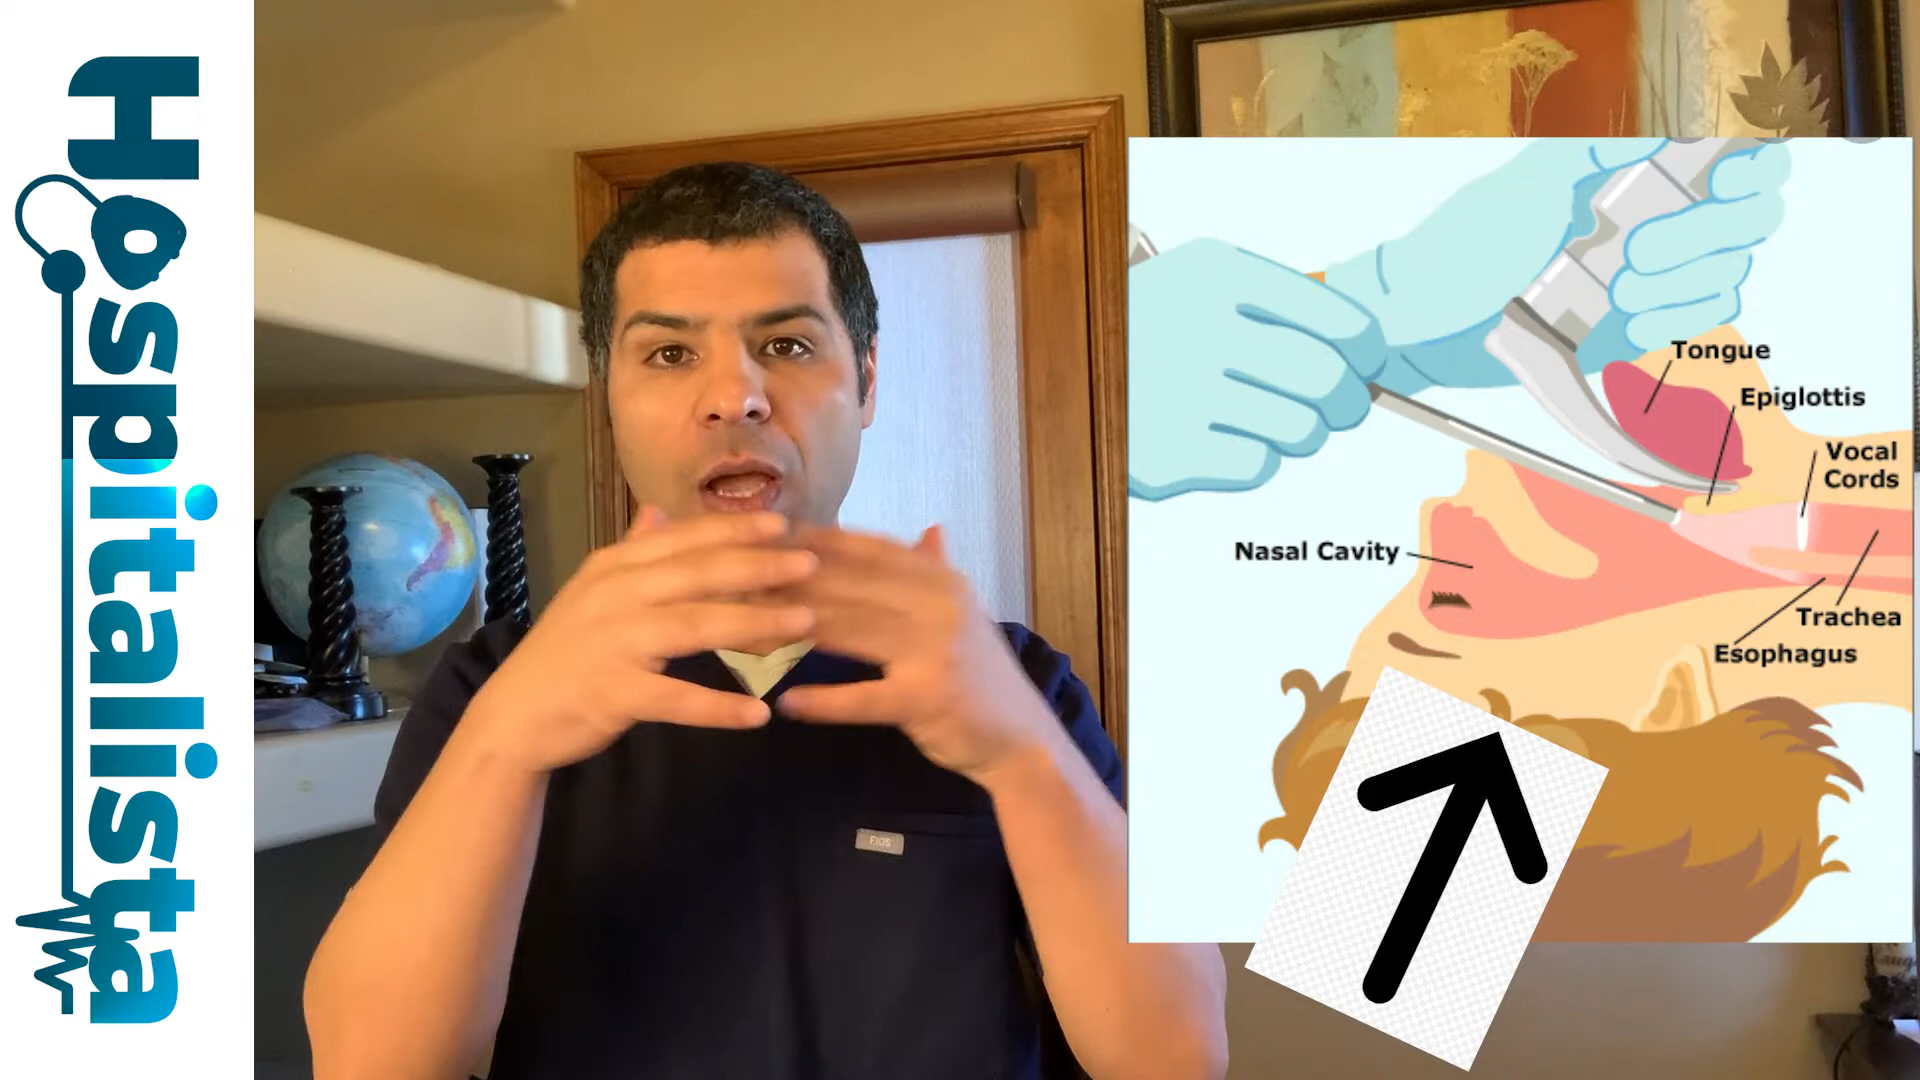 Hospitalista
Tongue
Epiglottis
Vocal
Cords
Nasal Cavity
Trachea
Esophagus
FIGS